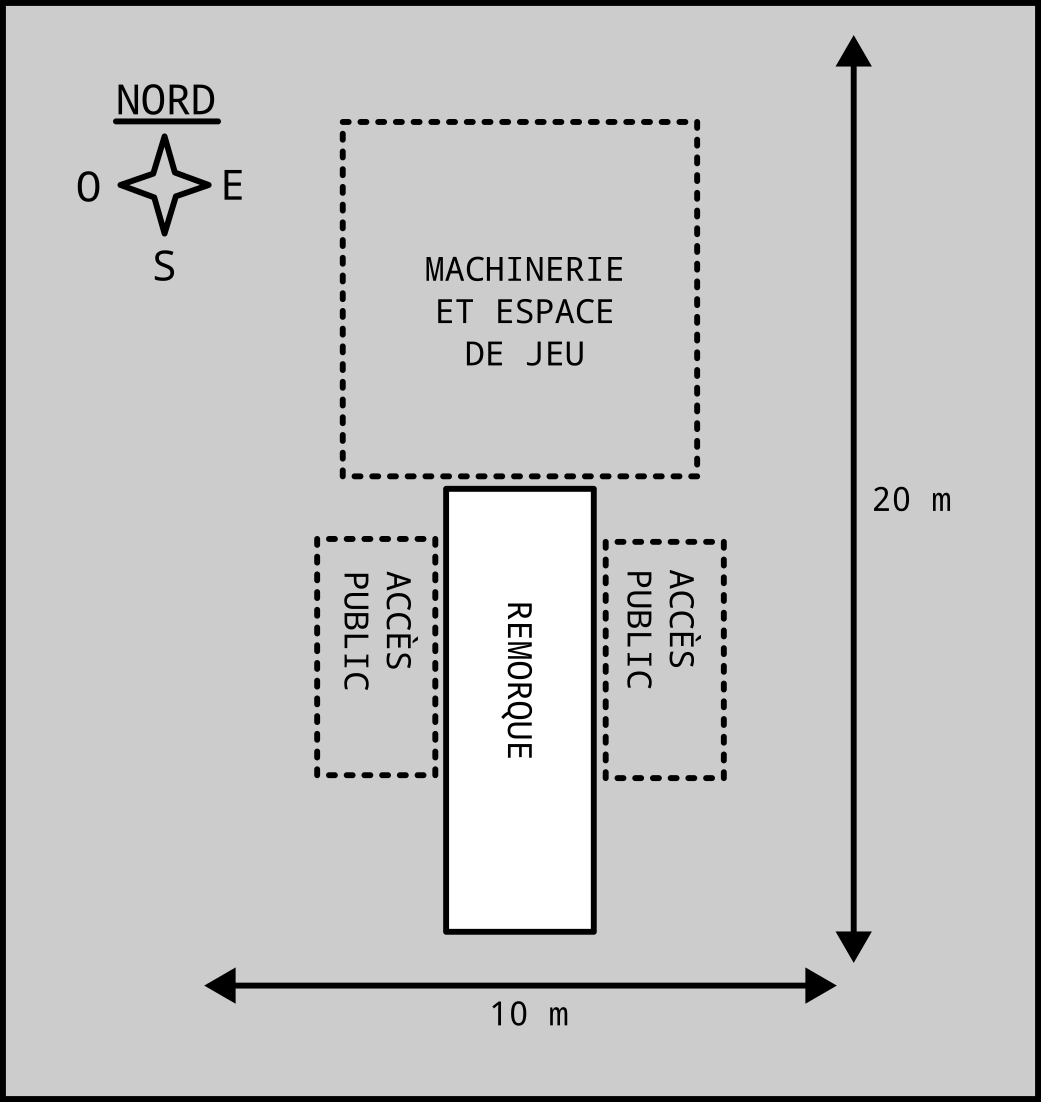 NORD
O
E
S
MACHINERIE
ET ESPACE
DE JEU
20 m
ACCÈS
PUBLIC
REMORQUE
ACCÈS
PUBLIC
10 m